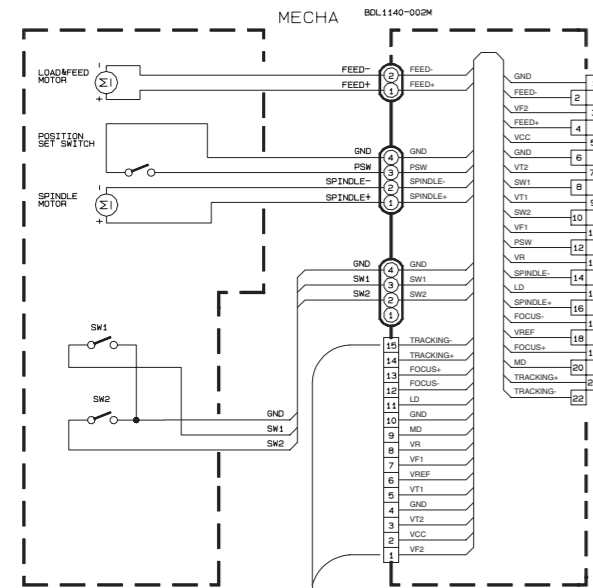 MECHA BDL1140-002M
LOAD&FEED
MOTOR
M
-
+
FEED- 2 FEED-
FEED+ 1 FEED+
POSITION
SET SWITCH
GND 4 GND
PSW 3 PSW
SPINDLE- 2 SPINDLE-
SPINDLE+ 1 SPINDLE+
SPINDLE
MOTOR
M
-
+
GND 4 GND
SW1 3 SW1
SW2 2 SW2
1
SW1
SW2
GND
SW1
SW2
15 TRACKING-
14 TRACKING+
13 FOCUS+
12 FOCUS-
11 LD
10 GND
9 MD
8 VR
7 VF1
6 VREF
5 VT1
4 GND
3 VT2
2 VCC
1 VF2
GND
FEED- 2
VF2
FEED+ 4
VCC
GND 6
VT2 7
SW1 8
VT1
SW2 10
VF1
PSW 12
VR
SPINDLE- 14
LD
SPINDLE+ 16
FOCUS-
VREF 18
FOCUS+
MD 20
TRACKING+
TRACKING- 22